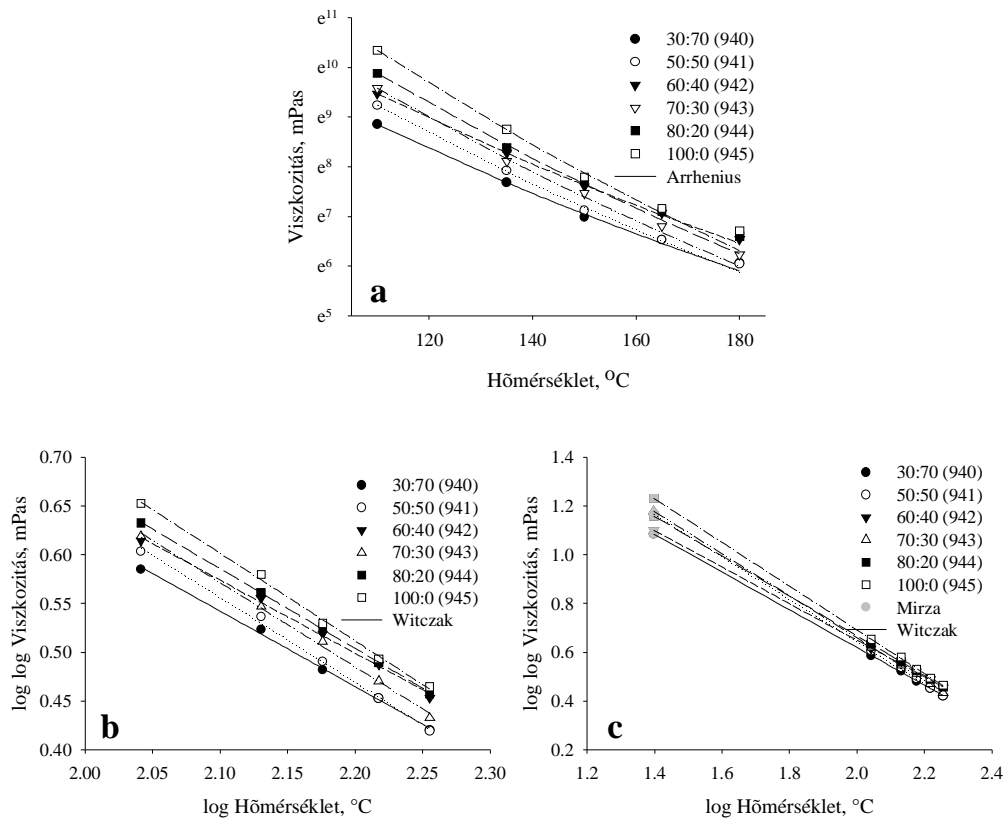 e11
e10
e9
e8
e7
e6
e5
Viszkozitás, mPas
30:70 (940)
50:50 (941)
60:40 (942)
70:30 (943)
80:20 (944)
100:0 (945)
Arrhenius
a
120 140 160 180
Hõmérséklet, OC
0.70
0.65
0.60
0.55
0.50
0.45
0.40
log log Viszkozitás, mPas
30:70 (940)
50:50 (941)
60:40 (942)
70:30 (943)
80:20 (944)
100:0 (945)
Witczak
b
2.00 2.05 2.10 2.15 2.20 2.25 2.30
log Hõmérséklet, °C
1.4
1.2
1.0
0.8
0.6
0.4
0.2
log log Viszkozitás, mPas
30:70 (940)
50:50 (941)
60:40 (942)
70:30 (943)
80:20 (944)
100:0 (945)
Mirza
Witczak
c
1.2 1.4 1.6 1.8 2.0 2.2 2.4
log Hõmérséklet, °C